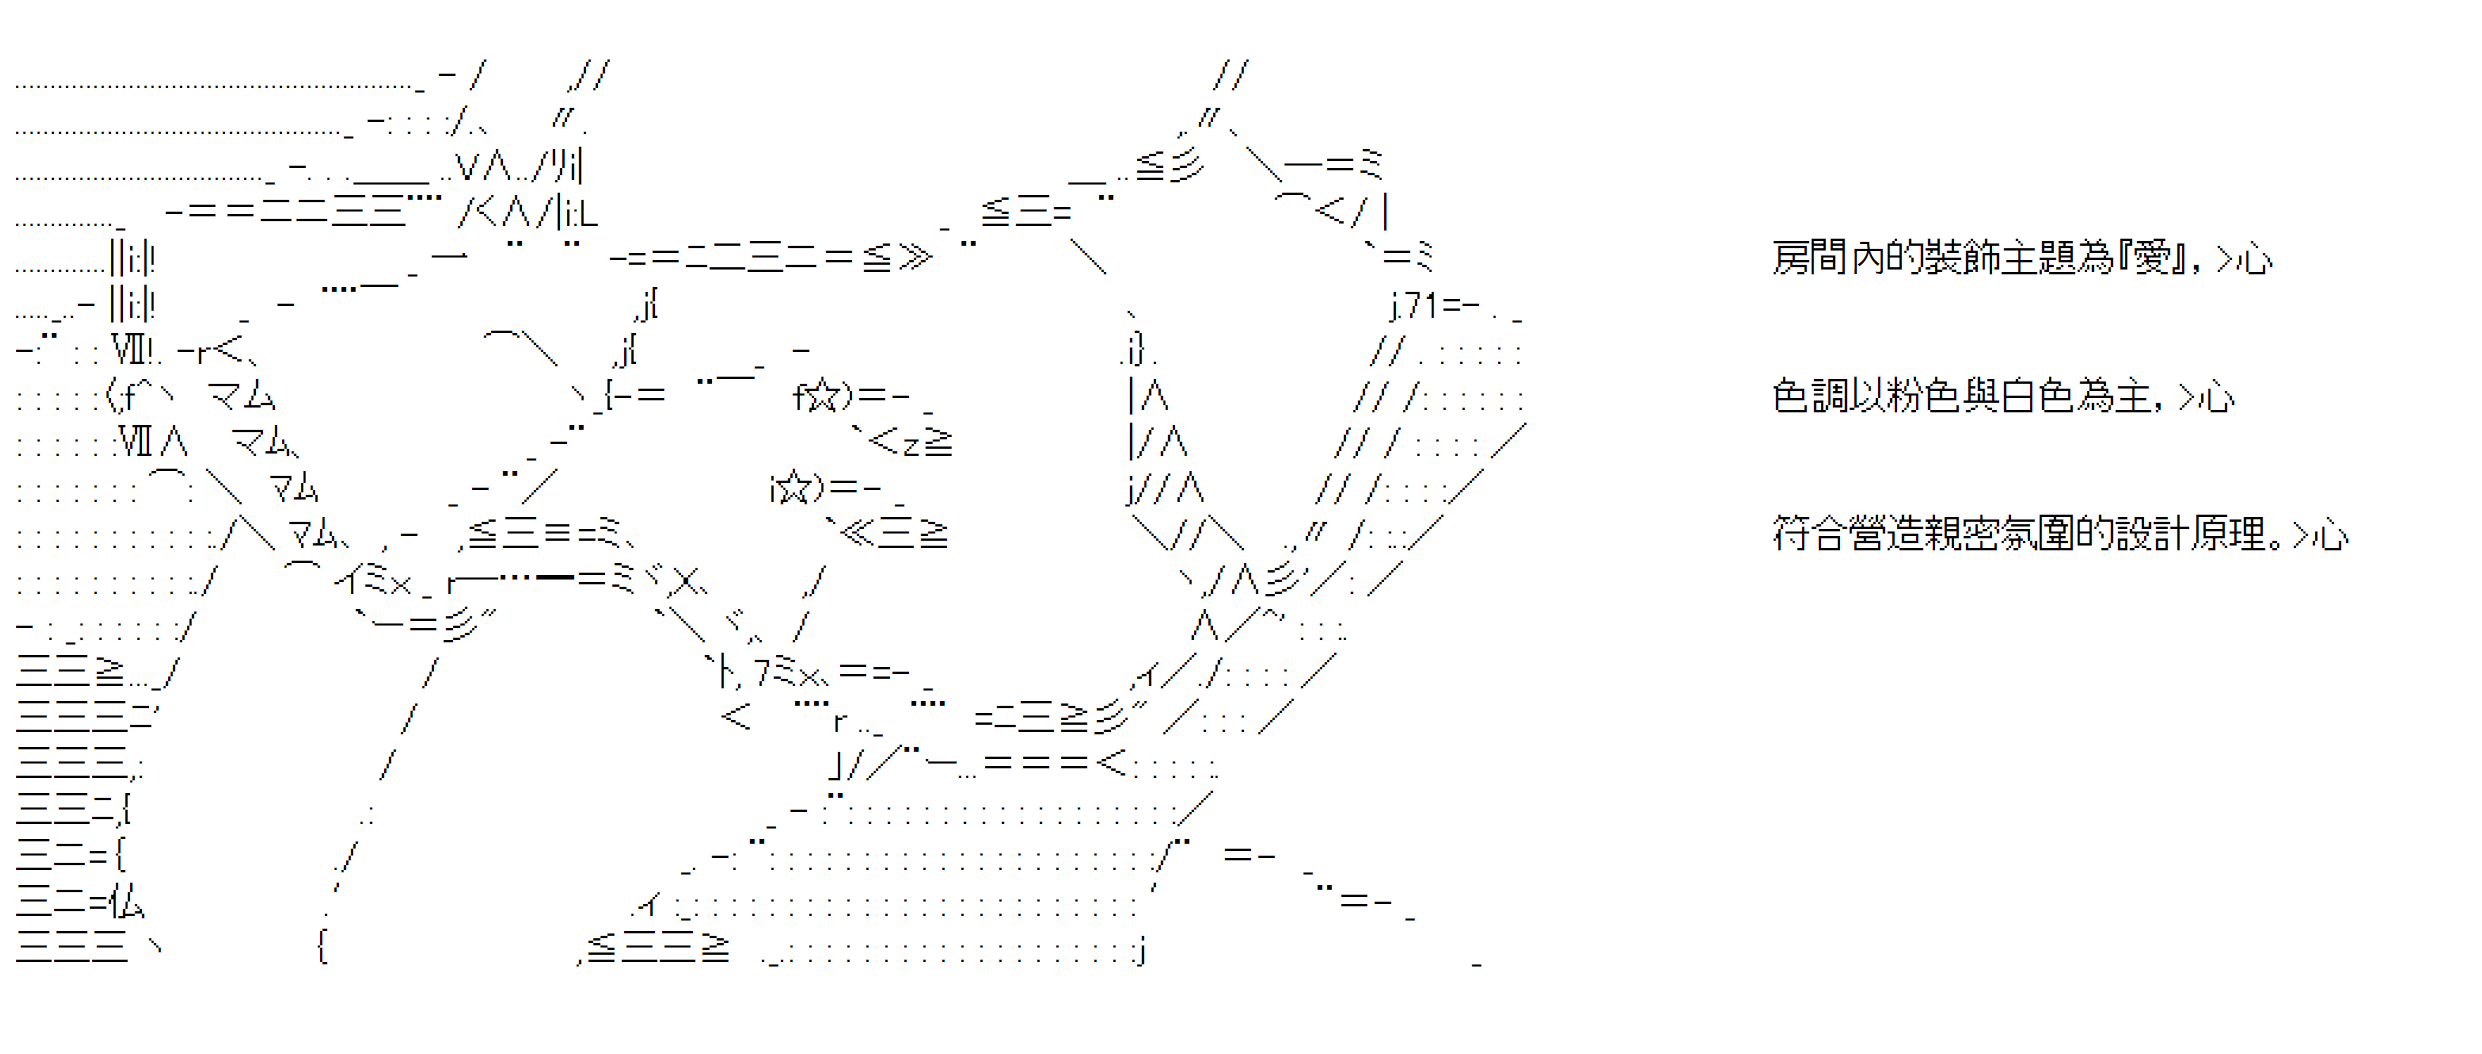 房間內的裝飾主題為『愛』，>心
色調以粉色與白色為主，>心
符合營造親密氛圍的設計原理。>心